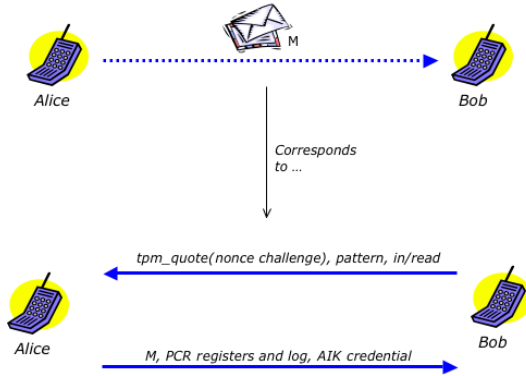 M
Alice
Bob
Corresponds
to ...
tpm_quote(nonce challenge), pattern, in/read
Alice
Bob
M, PCR registers and log, AIK credential